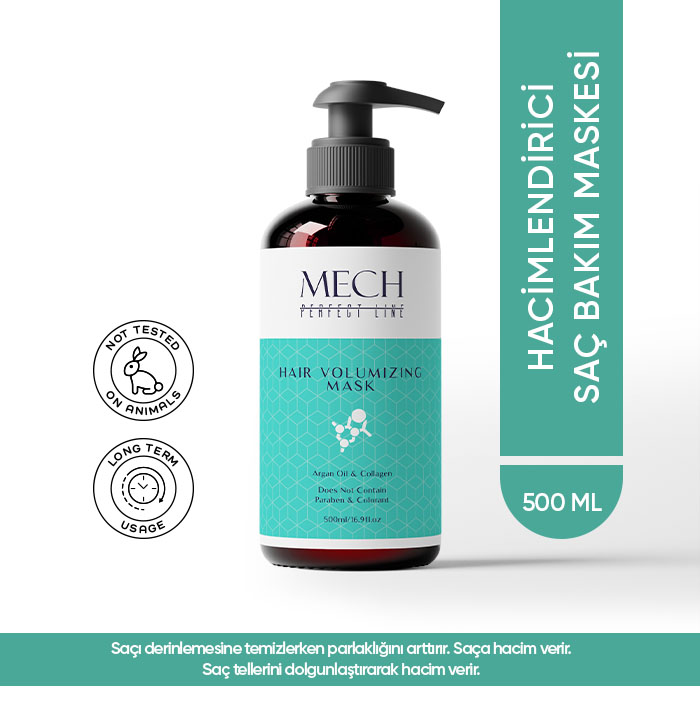 HACİMLENDİRİCİ
SAÇ BAKIM MASKESİ
500 ML
MECH
PERFECT LINE
HAIR VOLUMIZING
MASK
Argan Oil & Collagen
Does Not Contain
Paraben & Colorant
500ml/16.9fl.oz
NOT TESTED
ON ANIMALS
LONG TERM
USAGE
Saçı derinlemesine temizlerken parlaklığını arttırır. Saça hacim verir.
Saç tellerini dolgunlaştırarak hacim verir.